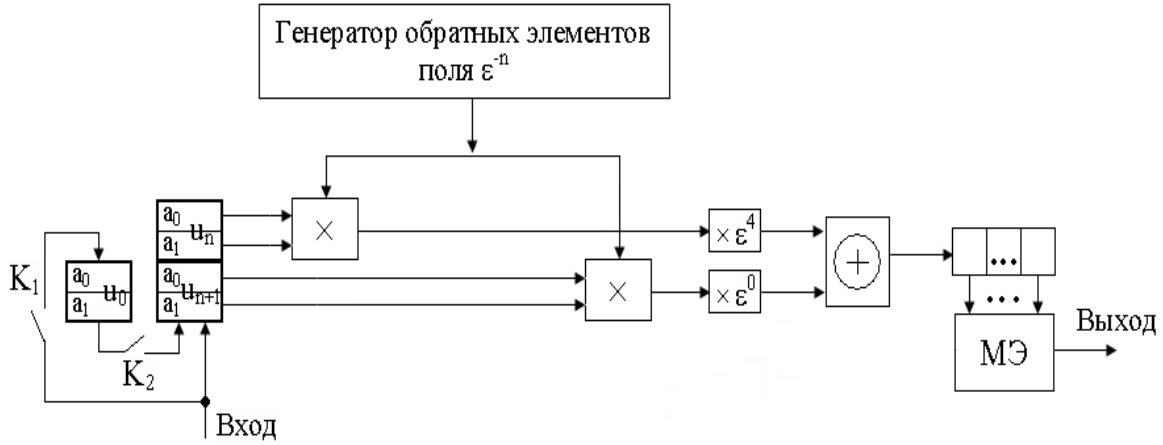 Генератор обратных элементов
поля ε⁻ⁿ
a₀
a₁
uₙ
×
× ε⁴
+
...
K₁
a₀
a₁
u₀
a₀
a₁
uₙ₊₁
×
× ε⁰
...
K₂
МЭ
Выход
Вход